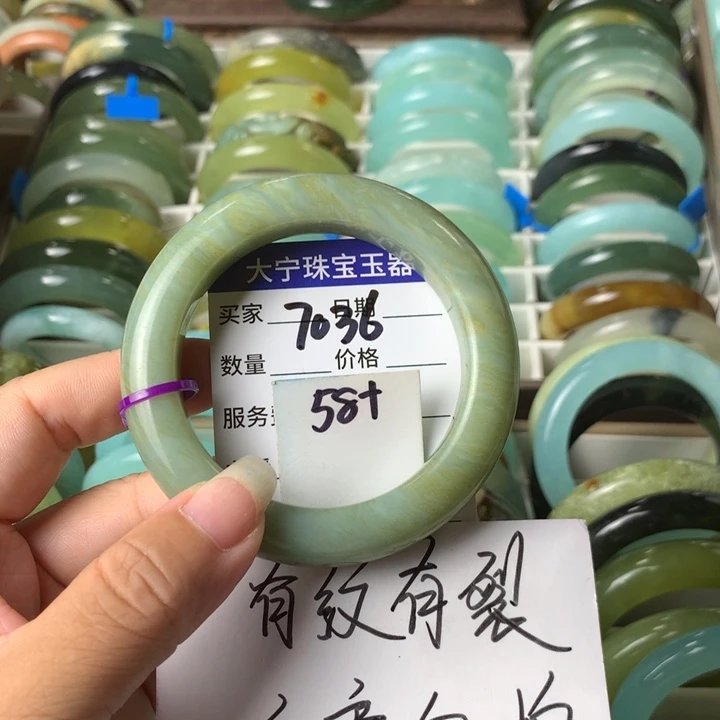 大宁珠宝玉器
买家 7036 日期
数量 价格
58+
服务
有纹有裂